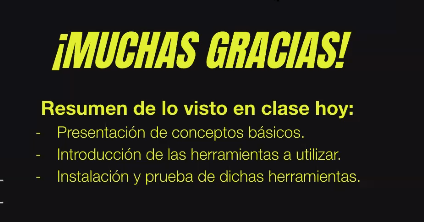 ¡MUCHAS GRACIAS!
Resumen de lo visto en clase hoy:
- Presentación de conceptos básicos.
- Introducción de las herramientas a utilizar.
- Instalación y prueba de dichas herramientas.